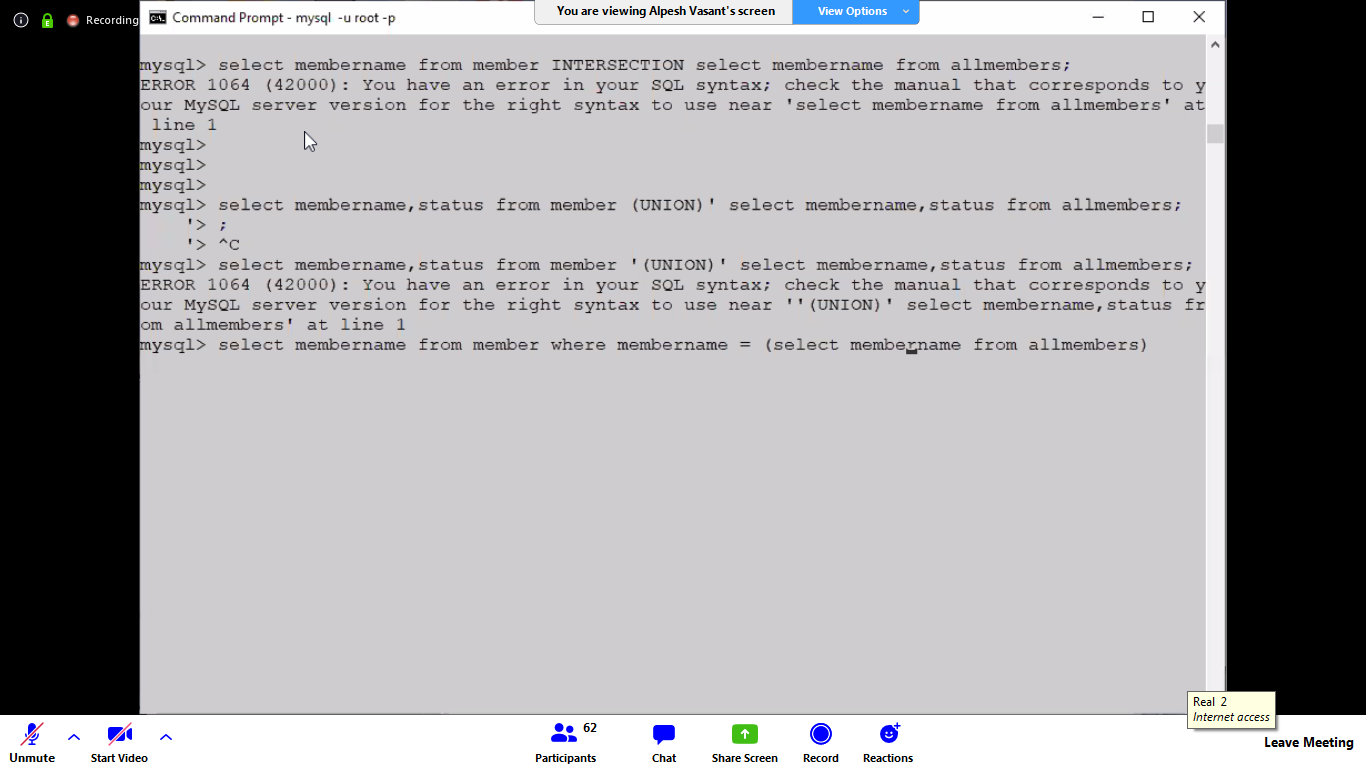 Recording
Command Prompt - mysql -u root -p
You are viewing Alpesh Vasant's screen
View Options
mysql> select membername from member INTERSECTION select membername from allmembers;
ERROR 1064 (42000): You have an error in your SQL syntax; check the manual that corresponds to y
our MySQL server version for the right syntax to use near 'select membername from allmembers' at
line 1
mysql>
mysql>
mysql>
mysql> select membername,status from member (UNION)' select membername,status from allmembers;
'> ;
'> ^C
mysql> select membername,status from member '(UNION)' select membername,status from allmembers;
ERROR 1064 (42000): You have an error in your SQL syntax; check the manual that corresponds to y
our MySQL server version for the right syntax to use near ''(UNION)' select membername,status fr
om allmembers' at line 1
mysql> select membername from member where membername = (select membername from allmembers)
Real 2
Internet access
Unmute
Start Video
Participants
62
Chat
Share Screen
Record
Reactions
Leave Meeting